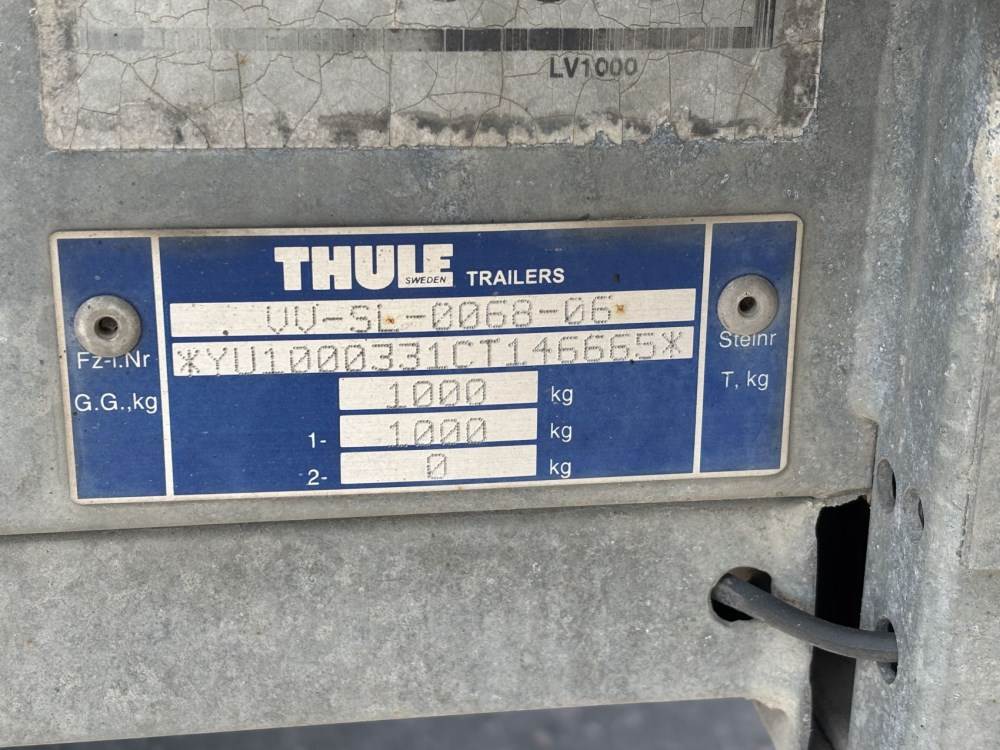 LV1000
THULE SWEDEN TRAILERS
VV-SL-0068-06
Fz-I.Nr *YU1000331CT146665* Steinr
G.G.,kg 1000 kg T, kg
1- 1000 kg
2- 0 kg